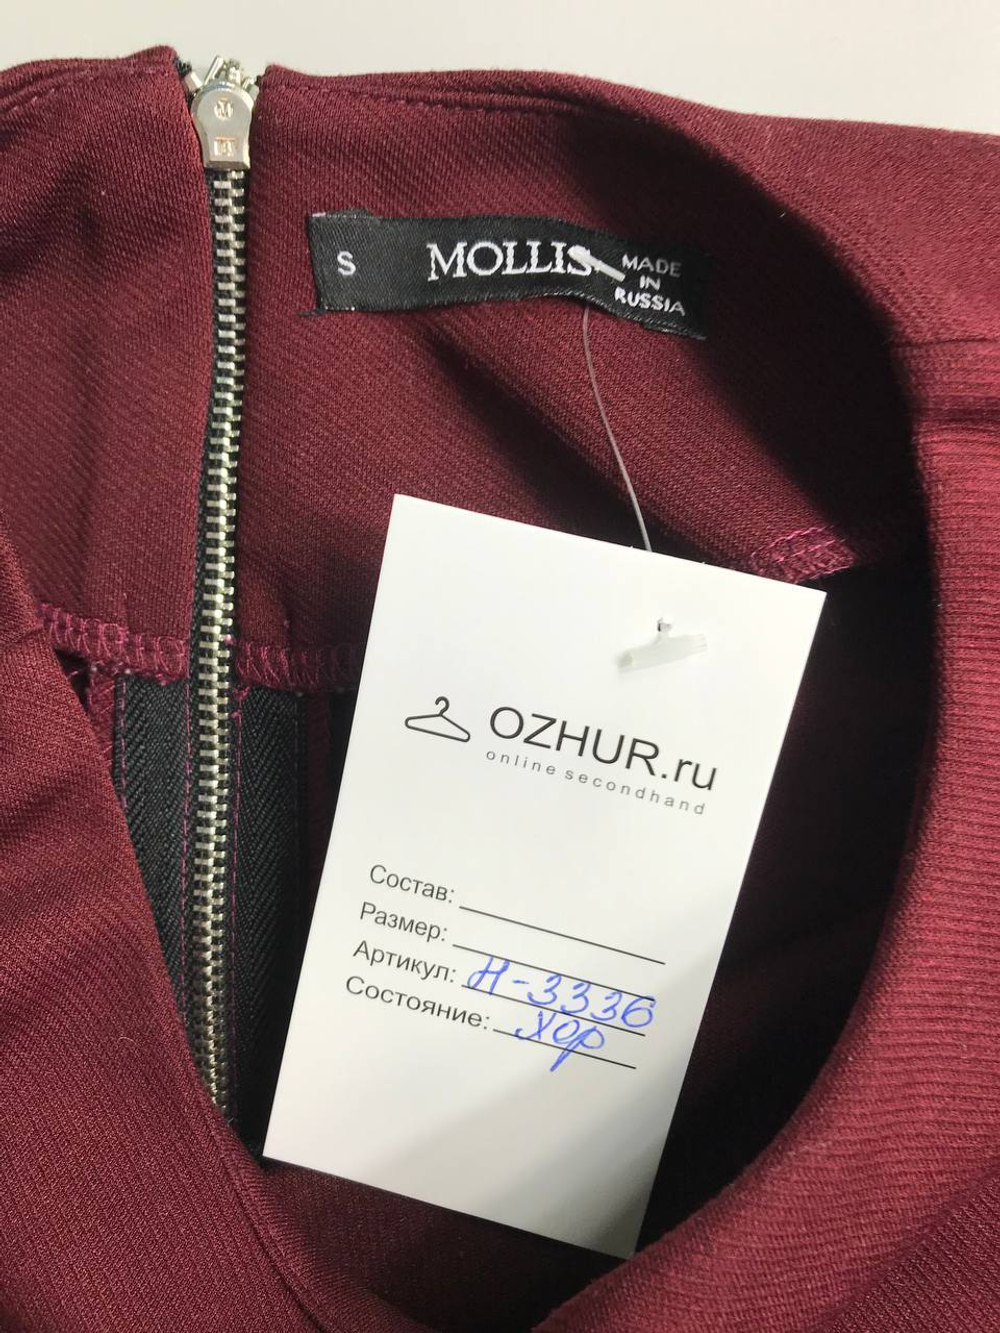 S
MOLLIS
MADE
IN
RUSSIA
OZHUR.ru
online secondhand
Состав:
Размер:
Артикул: Н-3336
Состояние: хор